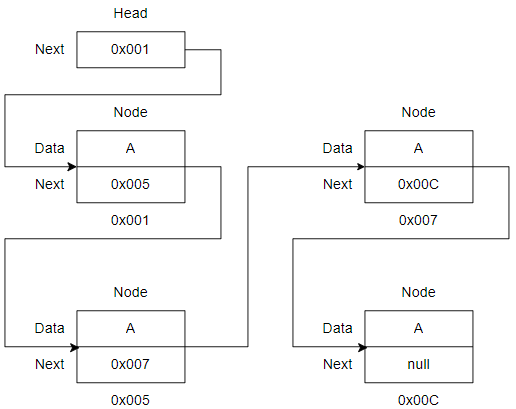 Head
Next 0x001
Node
Data A
Next 0x005
0x001
Node
Data A
Next 0x007
0x005
Node
Data A
Next 0x00C
0x007
Node
Data A
Next null
0x00C